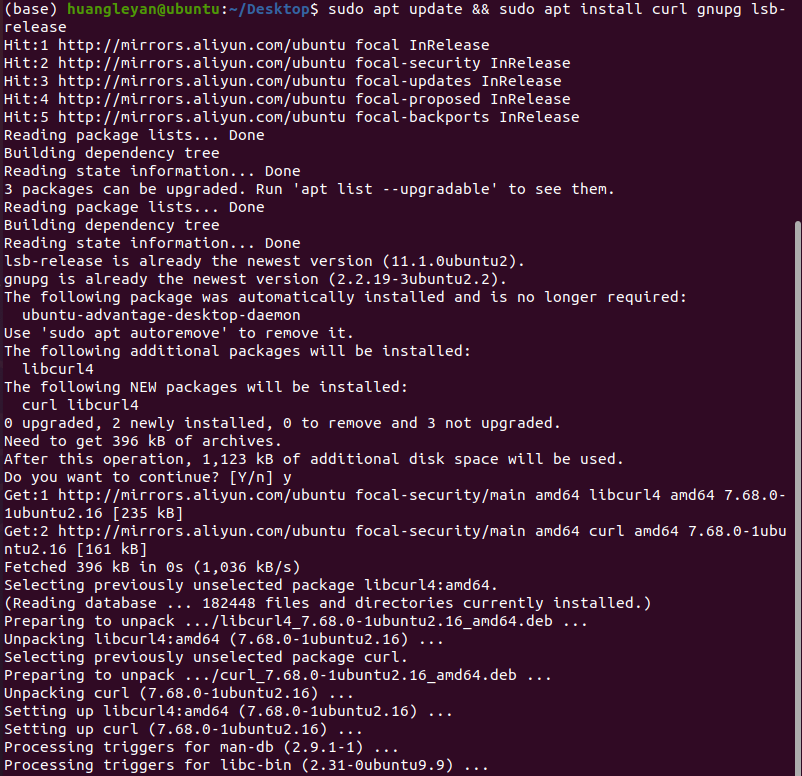 (base) huangleyan@ubuntu:~/Desktop$ sudo apt update && sudo apt install curl gnupg lsb-
release
Hit:1 http://mirrors.aliyun.com/ubuntu focal InRelease
Hit:2 http://mirrors.aliyun.com/ubuntu focal-security InRelease
Hit:3 http://mirrors.aliyun.com/ubuntu focal-updates InRelease
Hit:4 http://mirrors.aliyun.com/ubuntu focal-proposed InRelease
Hit:5 http://mirrors.aliyun.com/ubuntu focal-backports InRelease
Reading package lists... Done
Building dependency tree
Reading state information... Done
3 packages can be upgraded. Run 'apt list --upgradable' to see them.
Reading package lists... Done
Building dependency tree
Reading state information... Done
lsb-release is already the newest version (11.1.0ubuntu2).
gnupg is already the newest version (2.2.19-3ubuntu2.2).
The following package was automatically installed and is no longer required:
  ubuntu-advantage-desktop-daemon
Use 'sudo apt autoremove' to remove it.
The following additional packages will be installed:
  libcurl4
The following NEW packages will be installed:
  curl libcurl4
0 upgraded, 2 newly installed, 0 to remove and 3 not upgraded.
Need to get 396 kB of archives.
After this operation, 1,123 kB of additional disk space will be used.
Do you want to continue? [Y/n] y
Get:1 http://mirrors.aliyun.com/ubuntu focal-security/main amd64 libcurl4 amd64 7.68.0-
1ubuntu2.16 [235 kB]
Get:2 http://mirrors.aliyun.com/ubuntu focal-security/main amd64 curl amd64 7.68.0-1ubu
ntu2.16 [161 kB]
Fetched 396 kB in 0s (1,036 kB/s)
Selecting previously unselected package libcurl4:amd64.
(Reading database ... 182448 files and directories currently installed.)
Preparing to unpack .../libcurl4_7.68.0-1ubuntu2.16_amd64.deb ...
Unpacking libcurl4:amd64 (7.68.0-1ubuntu2.16) ...
Selecting previously unselected package curl.
Preparing to unpack .../curl_7.68.0-1ubuntu2.16_amd64.deb ...
Unpacking curl (7.68.0-1ubuntu2.16) ...
Setting up libcurl4:amd64 (7.68.0-1ubuntu2.16) ...
Setting up curl (7.68.0-1ubuntu2.16) ...
Processing triggers for man-db (2.9.1-1) ...
Processing triggers for libc-bin (2.31-0ubuntu9.9) ...